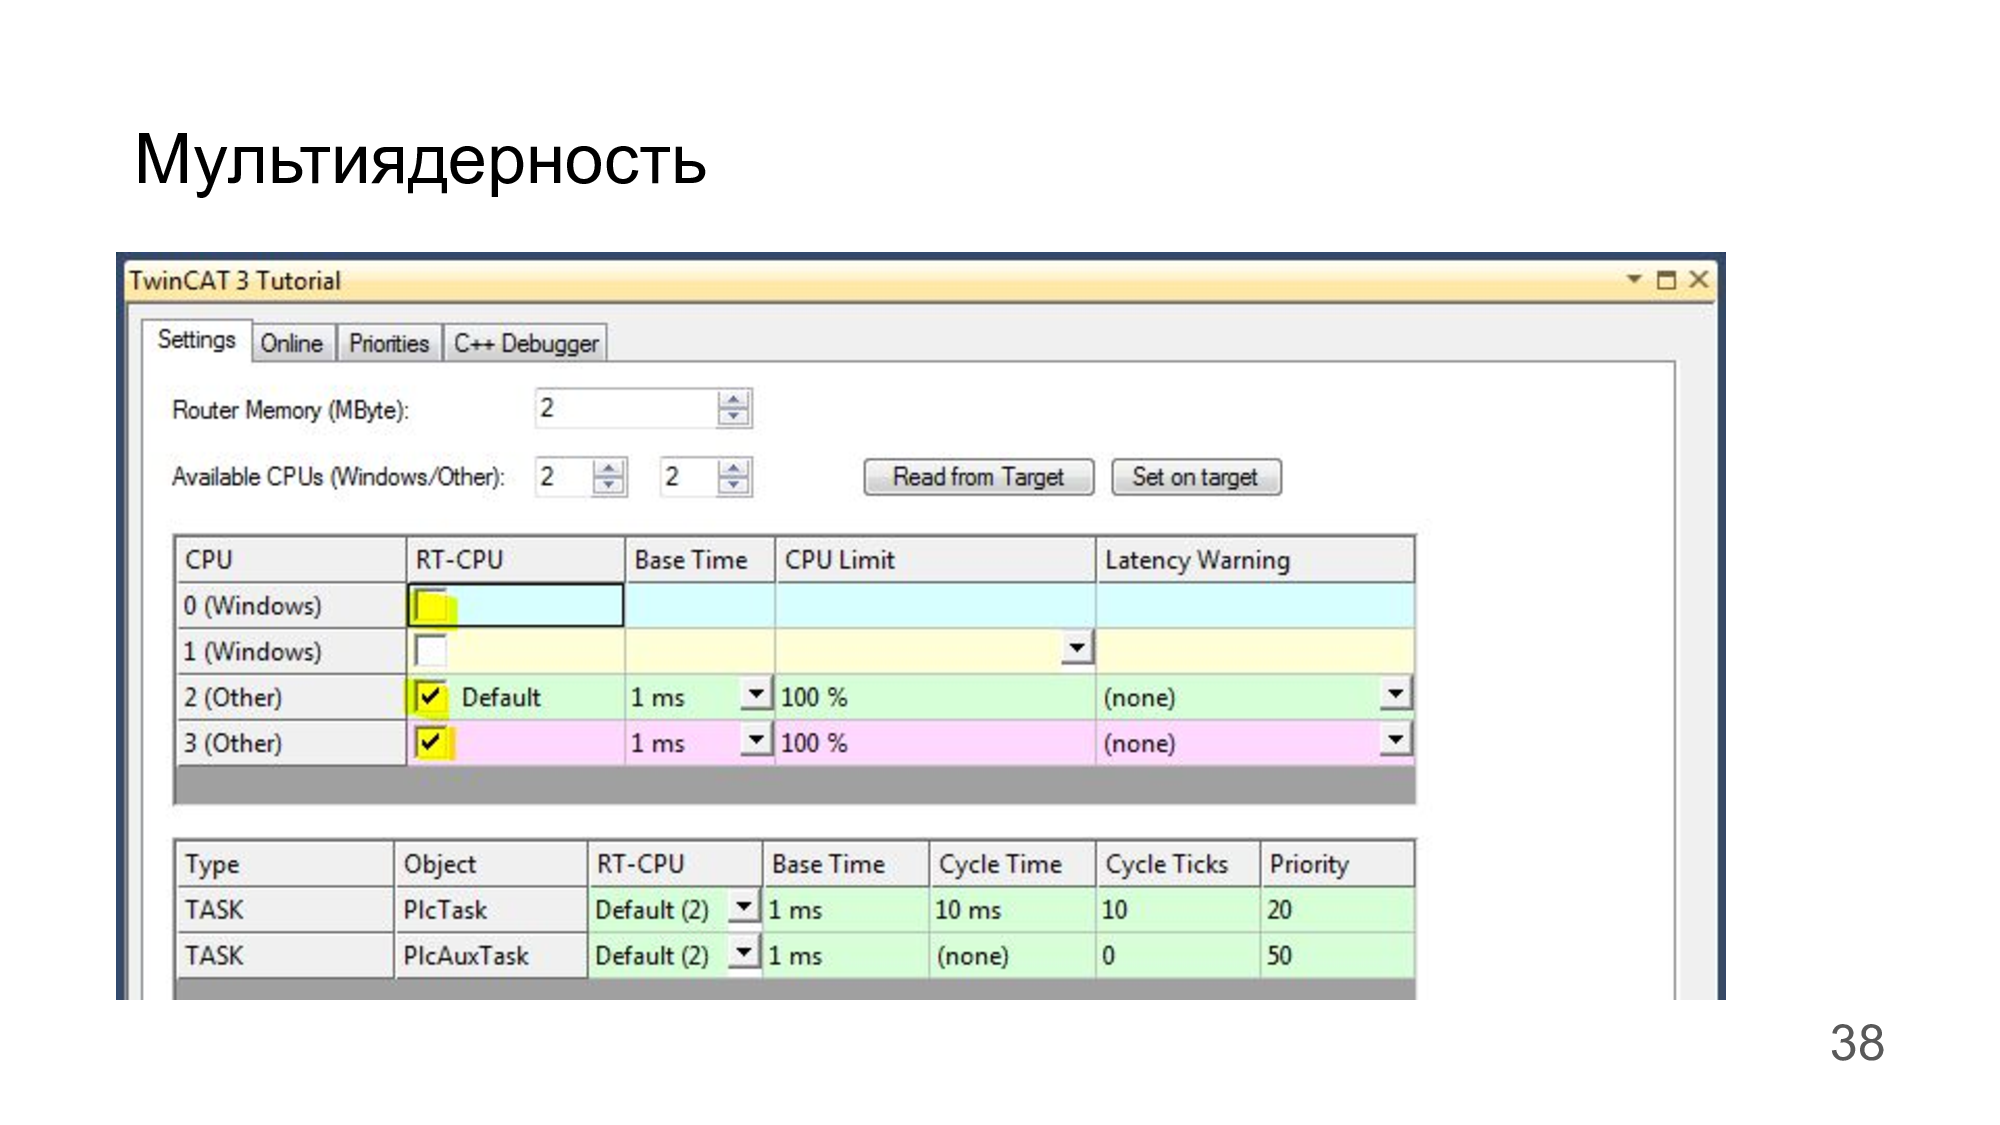 Мультиядерность
TwinCAT 3 Tutorial
Settings Online Priorities C++ Debugger
Router Memory (MByte): 2
Available CPUs (Windows/Other): 2 2 Read from Target Set on target
CPU RT-CPU Base Time CPU Limit Latency Warning
0 (Windows)
1 (Windows)
2 (Other) Default 1 ms 100 % (none)
3 (Other) 1 ms 100 % (none)
Type Object RT-CPU Base Time Cycle Time Cycle Ticks Priority
TASK PlcTask Default (2) 1 ms 10 ms 10 20
TASK PlcAuxTask Default (2) 1 ms (none) 0 50
38